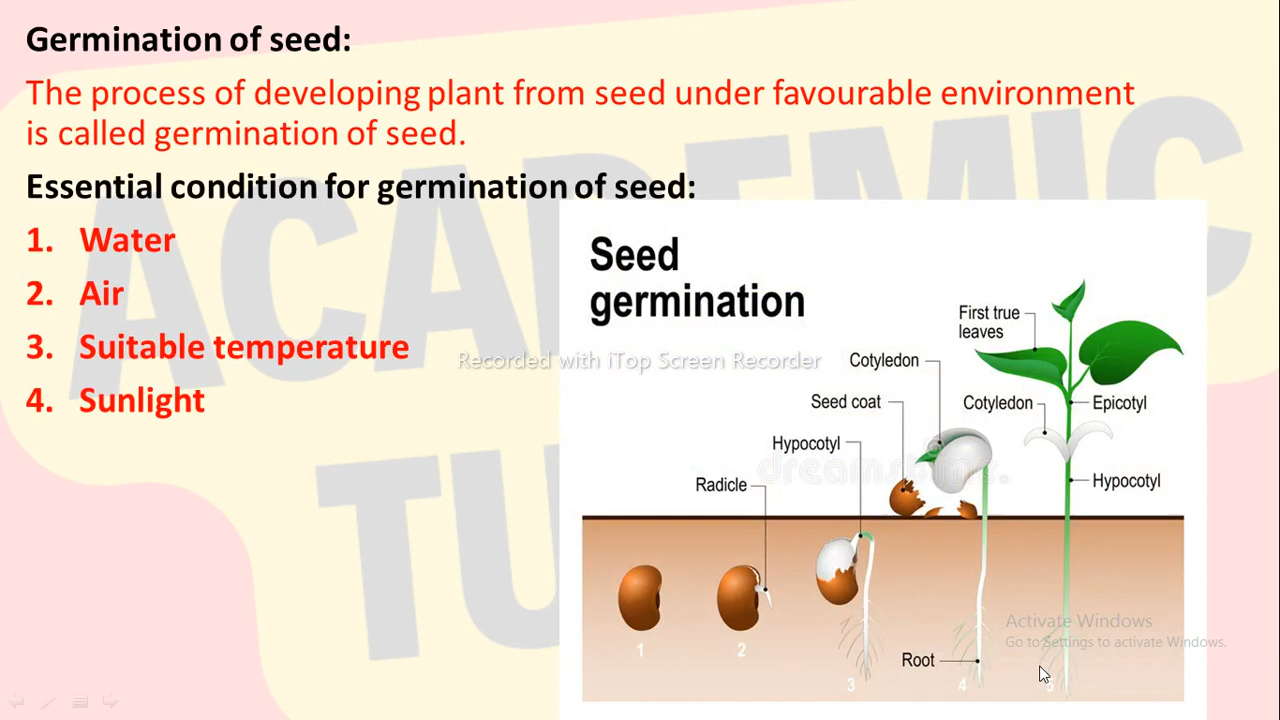 Germination of seed:
The process of developing plant from seed under favourable environment
is called germination of seed.
Essential condition for germination of seed:
1. Water
2. Air
3. Suitable temperature
4. Sunlight
ACADEMIC
Seed
germination
First true
leaves
Recorded with iTop Screen Recorder
Cotyledon
Seed coat
Cotyledon
Epicotyl
Hypocotyl
dreamstime.
Radicle
Hypocotyl
TU
Activate Windows
Go to Settings to activate Windows.
1
2
Root
3
4
5